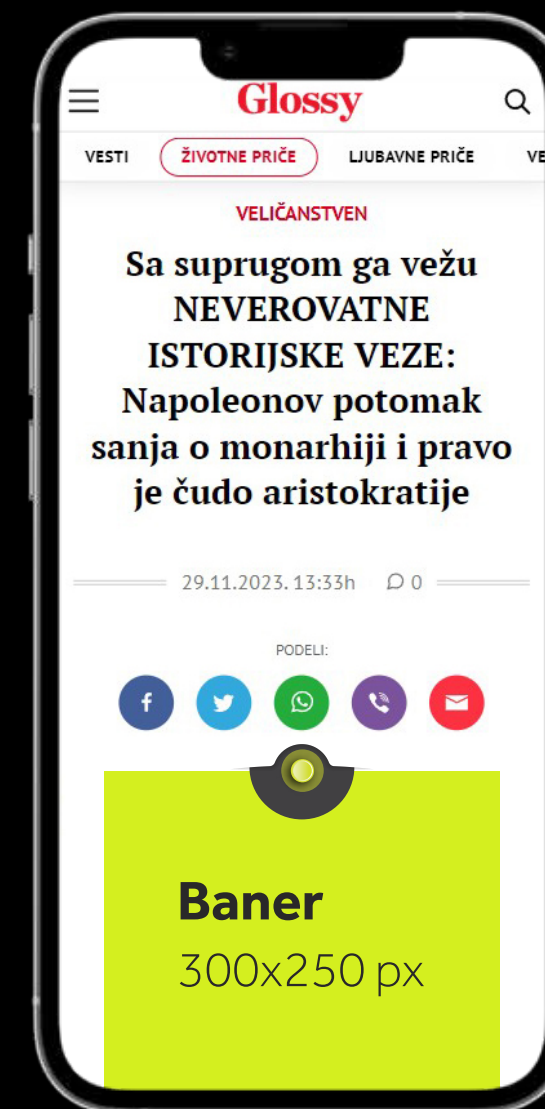 Glossy
VESTI ŽIVOTNE PRIČE LJUBAVNE PRIČE VE
VELIČANSTVEN
Sa suprugom ga vežu
NEVEROVATNE
ISTORIJSKE VEZE:
Napoleonov potomak
sanja o monarhiji i pravo
je čudo aristokratije
29.11.2023. 13:33h 0
PODELI:
Baner
300x250 px